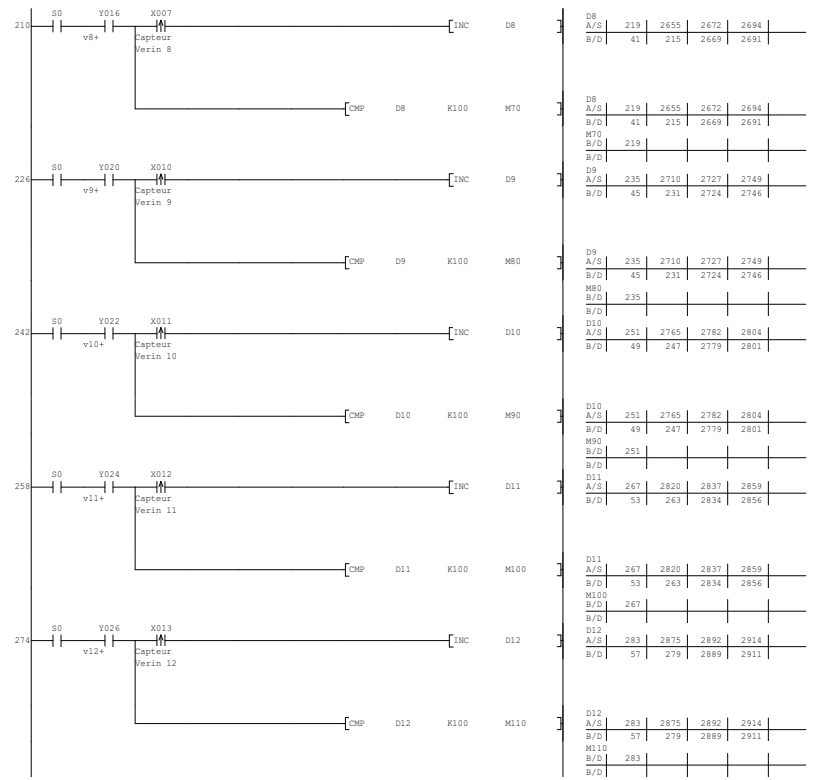 S0 Y016 X007 D8
210 INC D8 A/S 219 2655 2672 2694
v8+ Capteur B/D 41 215 2669 2691
Verin 8
D8
CMP D8 K100 M70 A/S 219 2655 2672 2694
B/D 41 215 2669 2691
M70
B/D 219
B/D
S0 Y020 X010 D9
226 INC D9 A/S 235 2710 2727 2749
v9+ Capteur B/D 45 231 2724 2746
Verin 9
D9
CMP D9 K100 M80 A/S 235 2710 2727 2749
B/D 45 231 2724 2746
M80
B/D 235
B/D
S0 Y022 X011 D10
242 INC D10 A/S 251 2765 2782 2804
v10+ Capteur B/D 49 247 2779 2801
Verin 10
D10
CMP D10 K100 M90 A/S 251 2765 2782 2804
B/D 49 247 2779 2801
M90
B/D 251
B/D
S0 Y024 X012 D11
258 INC D11 A/S 267 2820 2837 2859
v11+ Capteur B/D 53 263 2834 2856
Verin 11
D11
CMP D11 K100 M100 A/S 267 2820 2837 2859
B/D 53 263 2834 2856
M100
B/D 267
B/D
S0 Y026 X013 D12
274 INC D12 A/S 283 2875 2892 2914
v12+ Capteur B/D 57 279 2889 2911
Verin 12
D12
CMP D12 K100 M110 A/S 283 2875 2892 2914
B/D 57 279 2889 2911
M110
B/D 283
B/D